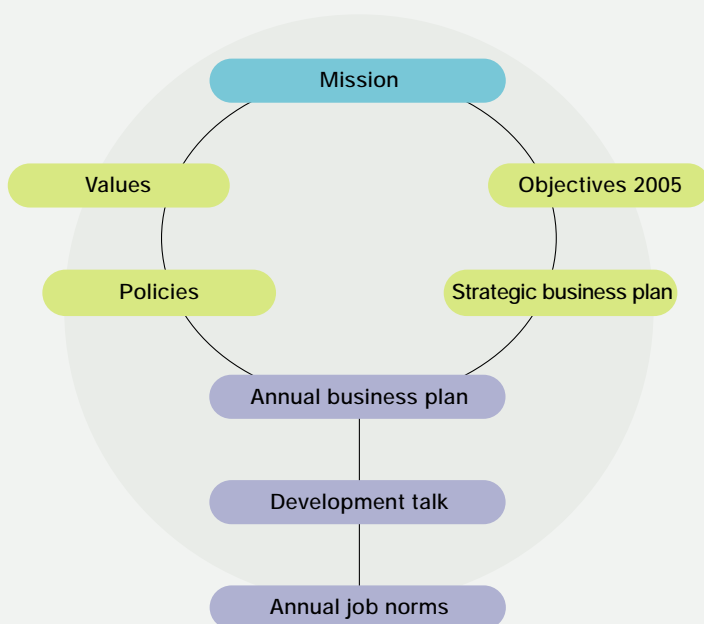 Mission
Values
Objectives 2005
Policies
Strategic business plan
Annual business plan
Development talk
Annual job norms